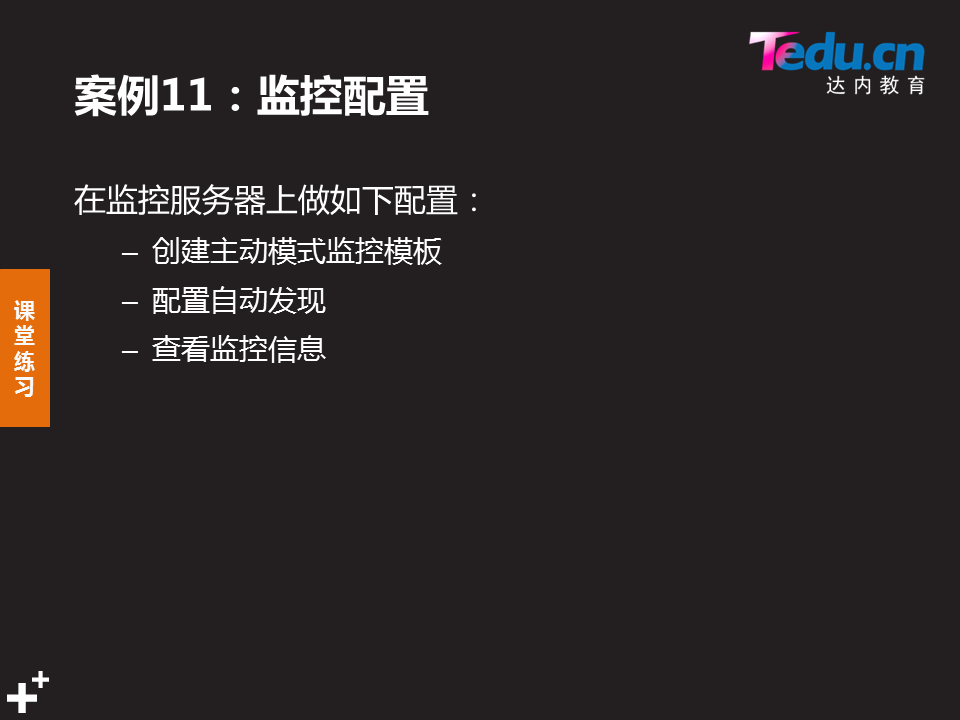 Tedu.cn
达内教育
案例11：监控配置
在监控服务器上做如下配置：
– 创建主动模式监控模板
– 配置自动发现
– 查看监控信息
课
堂
练
习